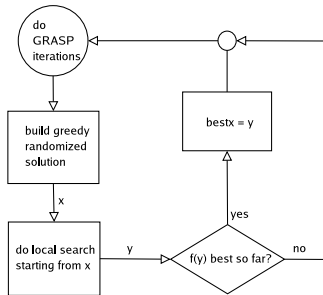 do
GRASP
iterations
build greedy
randomized
solution
x
do local search
starting from x
y
f(y) best so far?
yes
no
bestx = y